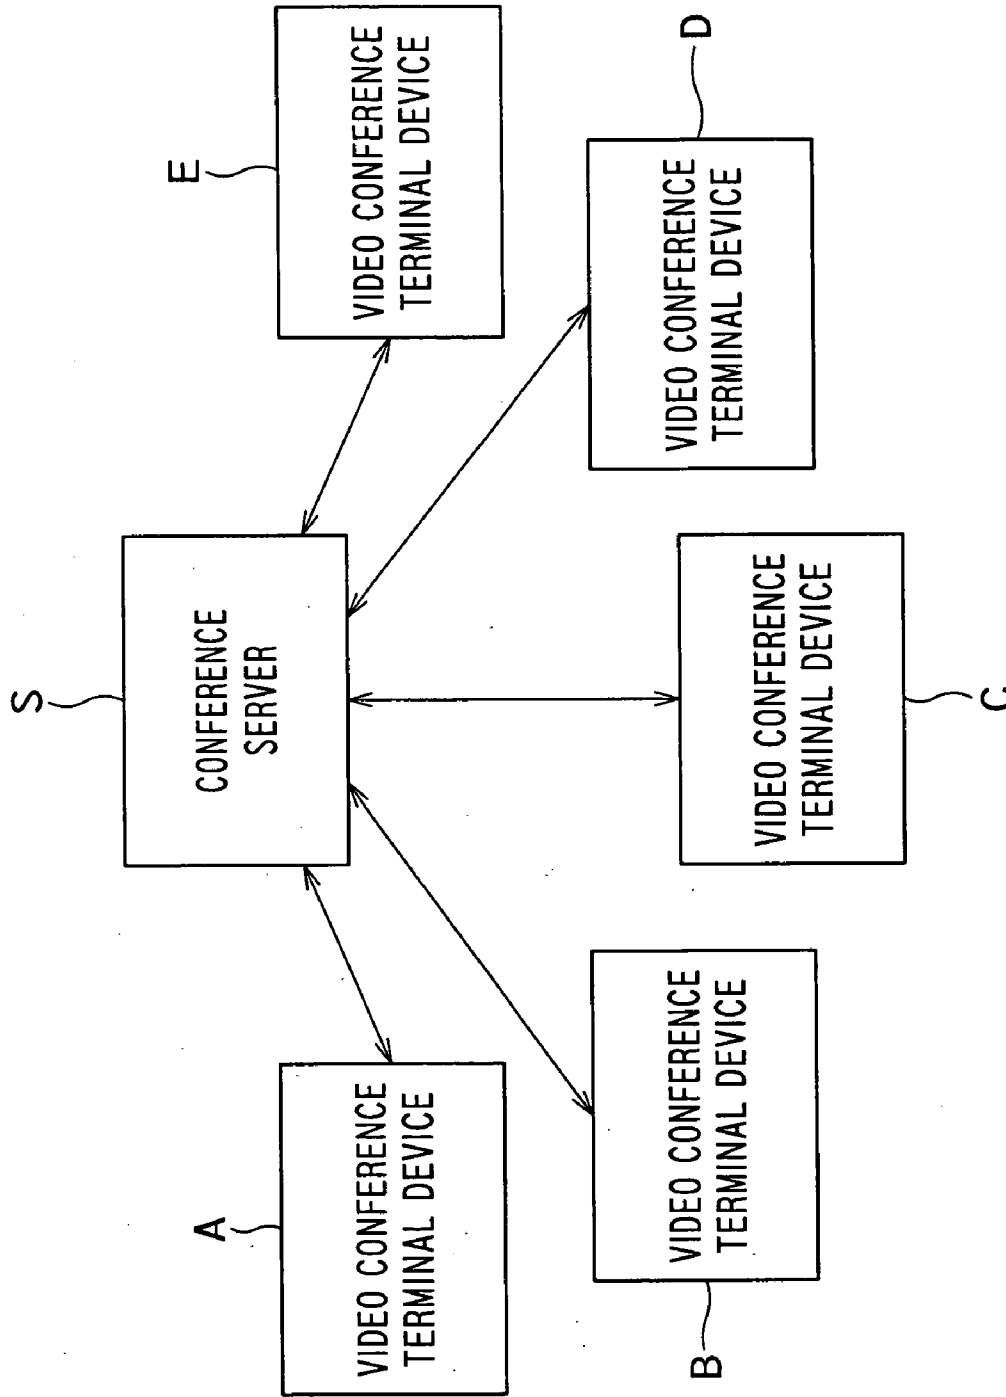 S
CONFERENCE
SERVER
A
VIDEO CONFERENCE
TERMINAL DEVICE
E
VIDEO CONFERENCE
TERMINAL DEVICE
B
VIDEO CONFERENCE
TERMINAL DEVICE
VIDEO CONFERENCE
TERMINAL DEVICE
D
VIDEO CONFERENCE
TERMINAL DEVICE
C